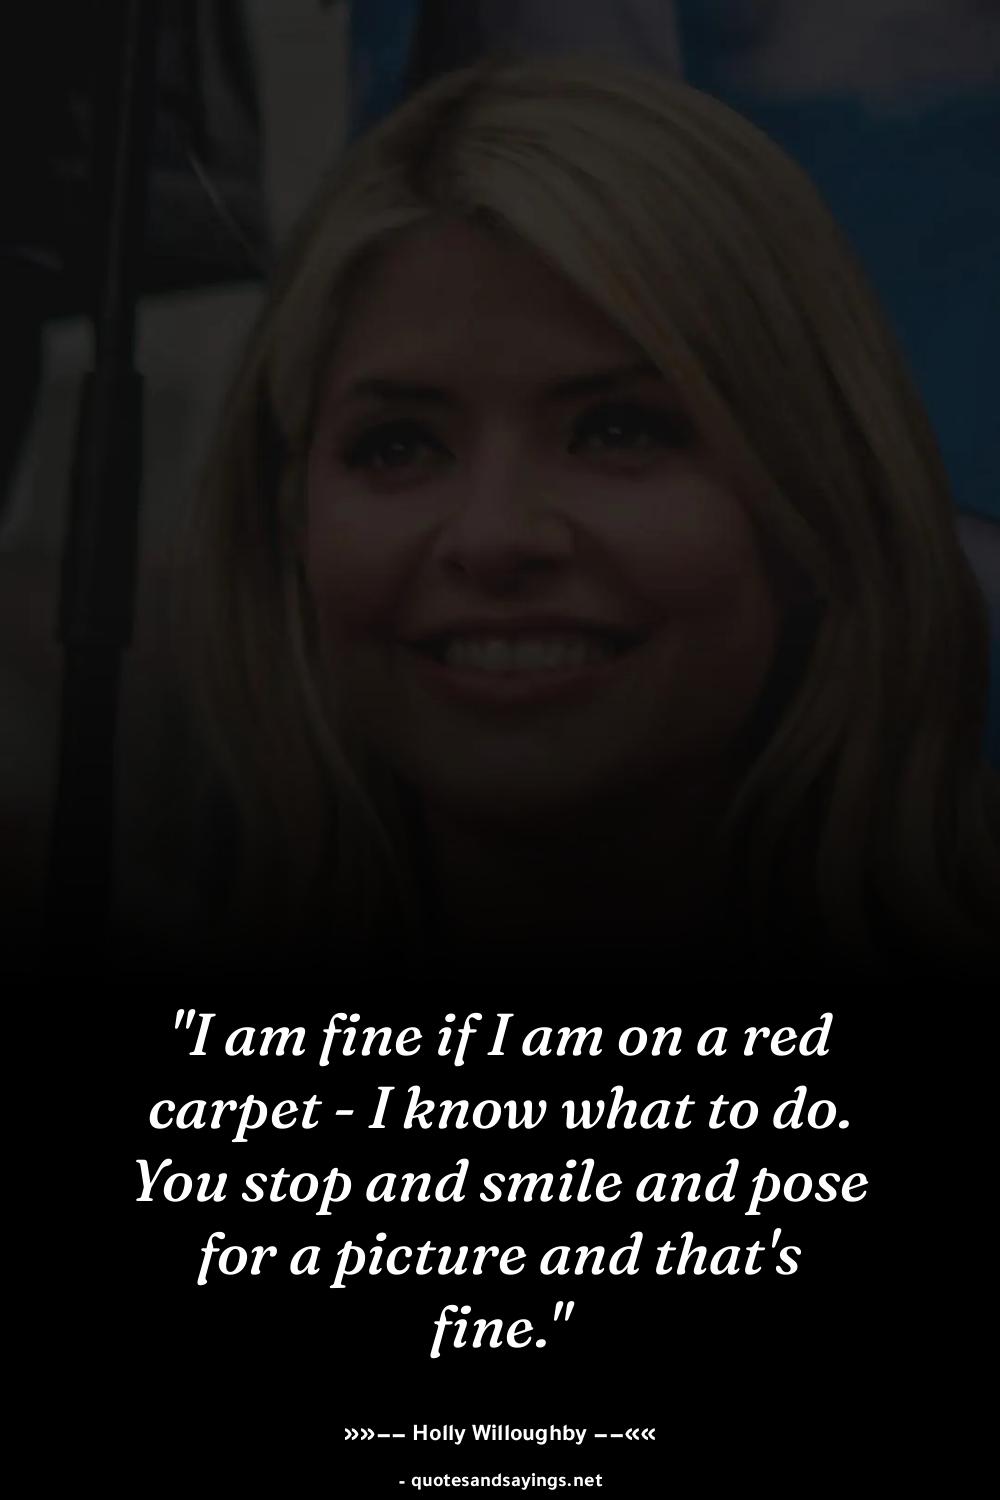 "I am fine if I am on a red
carpet - I know what to do.
You stop and smile and pose
for a picture and that's
fine."
»»–– Holly Willoughby ––««
- quotesandsayings.net